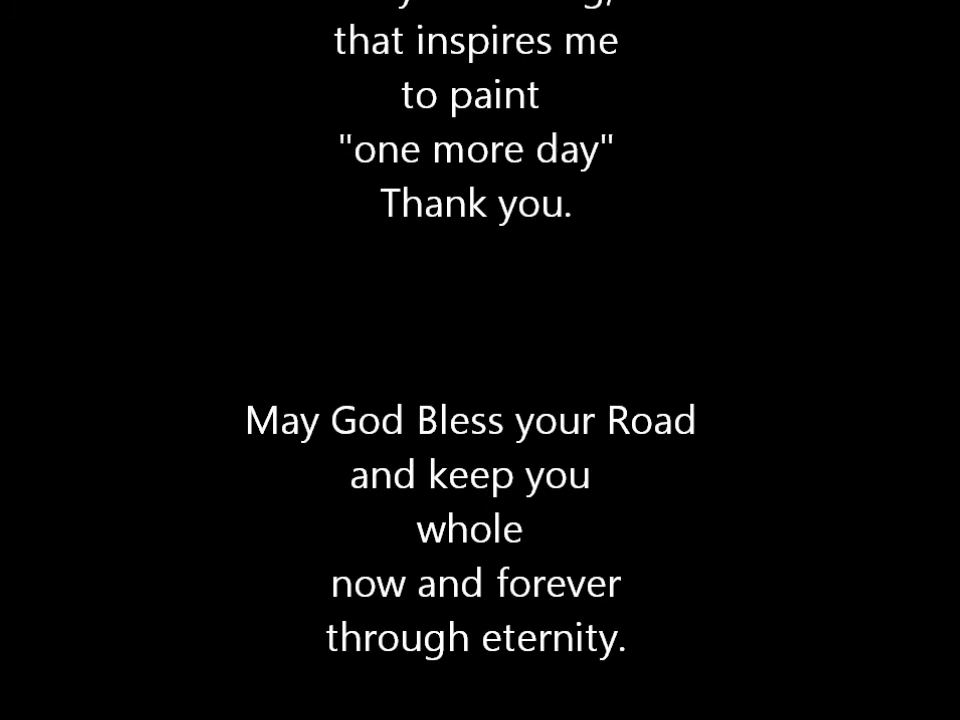 that inspires me
to paint
"one more day"
Thank you.
May God Bless your Road
and keep you
whole
now and forever
through eternity.